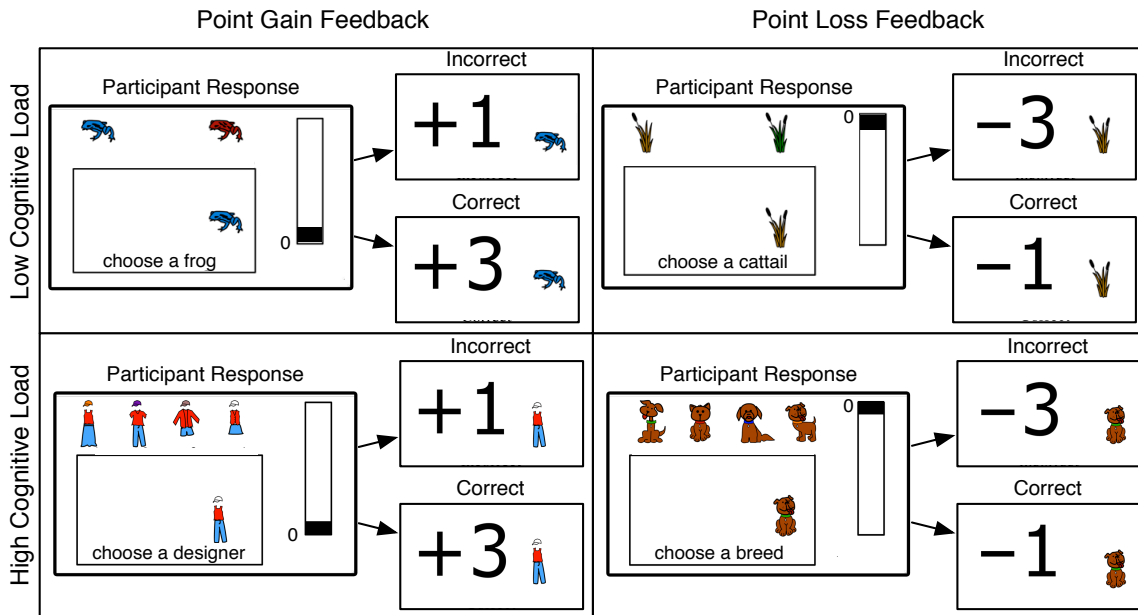 Point Gain Feedback
Point Loss Feedback
Low Cognitive Load
Participant Response
0
choose a frog
Incorrect
+1
Correct
+3
Participant Response
0
choose a cattail
Incorrect
−3
Correct
−1
High Cognitive Load
Participant Response
0
choose a designer
Incorrect
+1
Correct
+3
Participant Response
0
choose a breed
Incorrect
−3
Correct
−1